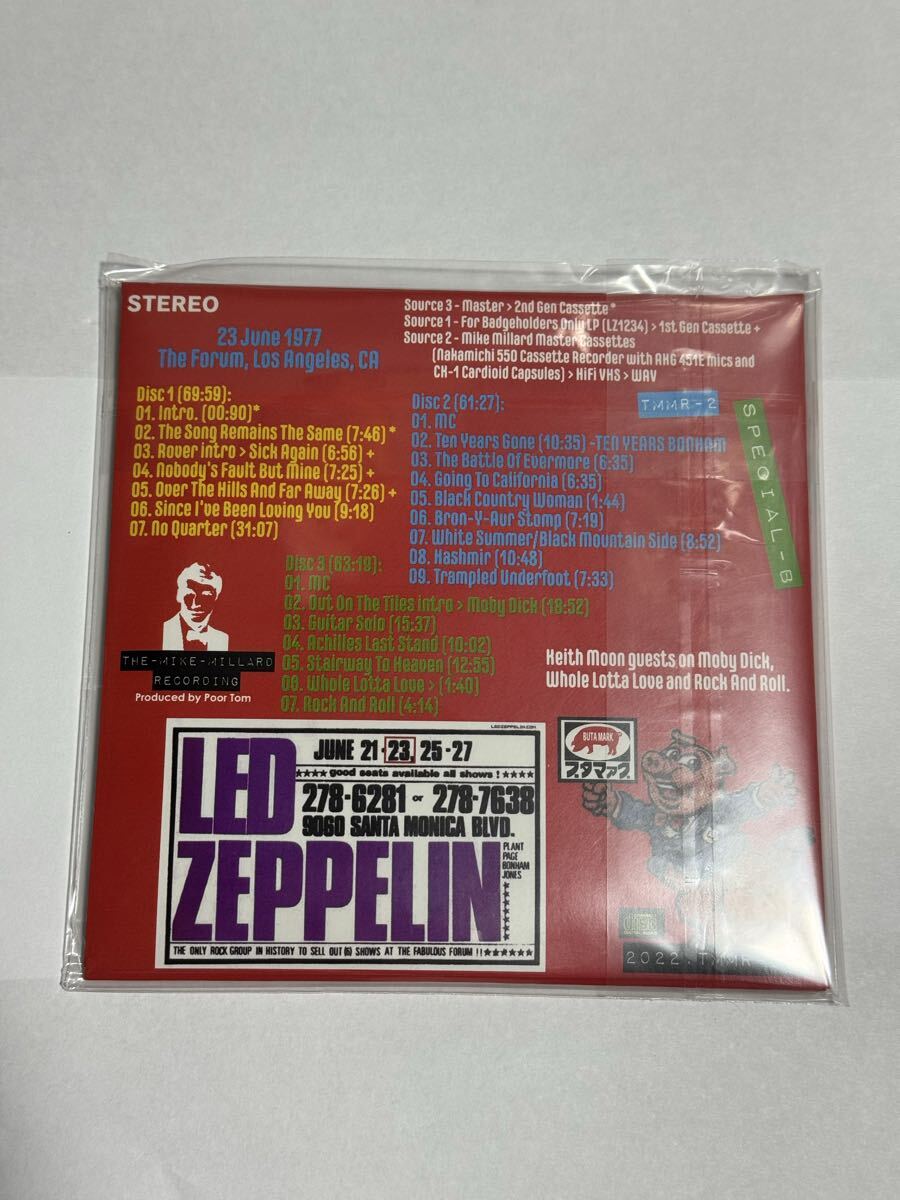 STEREO
23 June 1977
The Forum, Los Angeles, CA
Source 3 - Master > 2nd Gen Cassette *
Source 1 - For Badgeholders Only LP (LZ1234) > 1st Gen Cassette +
Source 2 - Mike Millard Master Cassettes
(Nakamichi 550 Cassette Recorder with AKG 451E mics and
CK-1 Cardioid Capsules) > HiFi VHS > WAV
Disc 1 (69:59):
01. Intro. (00:90)*
02. The Song Remains The Same (7:46) *
03. Rover intro > Sick Again (6:56) +
04. Nobody's Fault But Mine (7:25) +
05. Over The Hills And Far Away (7:26) +
06. Since I've Been Loving You (9:18)
07. No Quarter (31:07)
Disc 2 (61:27):
01. MC
02. Ten Years Gone (10:35) -TEN YEARS BONHAM
03. The Battle Of Evermore (6:35)
04. Going To California (6:35)
05. Black Country Woman (1:44)
06. Bron-Y-Aur Stomp (7:19)
07. White Summer/Black Mountain Side (8:52)
08. Kashmir (10:48)
09. Trampled Underfoot (7:33)
TMMR-2
SPECIAL-B
Disc 3 (63:19):
01. MC
02. Out On The Tiles intro > Moby Dick (18:52)
03. Guitar Solo (15:37)
04. Achilles Last Stand (10:02)
05. Stairway To Heaven (12:55)
06. Whole Lotta Love > (1:40)
07. Rock And Roll (4:14)
THE-MIKE-MILLARD
RECORDING
Produced by Poor Tom
Keith Moon guests on Moby Dick,
Whole Lotta Love and Rock And Roll.
LEDZEPPELIN.COM
LED ZEPPELIN
JUNE 21-23, 25-27
★★★★ good seats available all shows ! ★★★★
278-6281 or 278-7638
9060 SANTA MONICA BLVD.
PLANT
PAGE
BONHAM
JONES
THE ONLY ROCK GROUP IN HISTORY TO SELL OUT (6) SHOWS AT THE FABULOUS FORUM !!
BUTA MARK
ブタマーク
COMPACT
disc
DIGITAL AUDIO
2022.TMMR